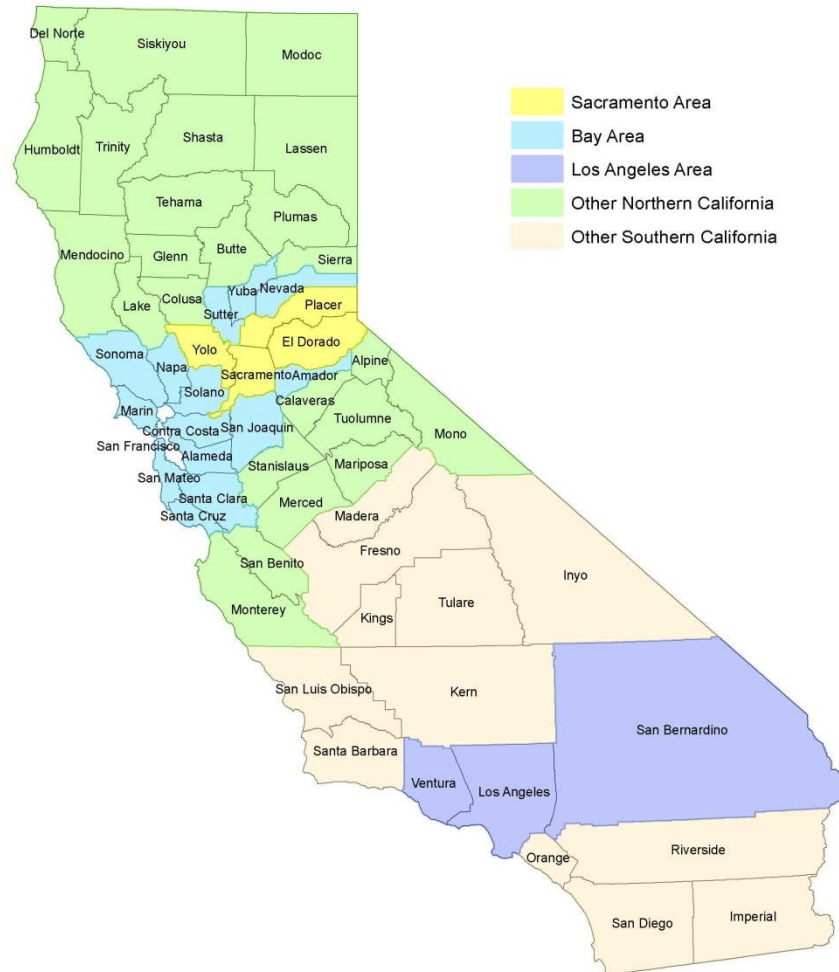 Del Norte
Siskiyou
Modoc
Sacramento Area
Bay Area
Los Angeles Area
Other Northern California
Other Southern California
Humboldt
Trinity
Shasta
Lassen
Tehama
Plumas
Mendocino
Glenn
Butte
Sierra
Lake
Colusa
Yuba
Nevada
Sutter
Placer
Yolo
El Dorado
Sonoma
Napa
Sacramento
Amador
Alpine
Solano
Marin
Calaveras
Contra Costa
San Joaquin
Tuolumne
Mono
San Francisco
Alameda
Stanislaus
Mariposa
San Mateo
Santa Clara
Merced
Santa Cruz
Madera
Fresno
San Benito
Inyo
Monterey
Kings
Tulare
San Luis Obispo
Kern
San Bernardino
Santa Barbara
Ventura
Los Angeles
Orange
Riverside
San Diego
Imperial